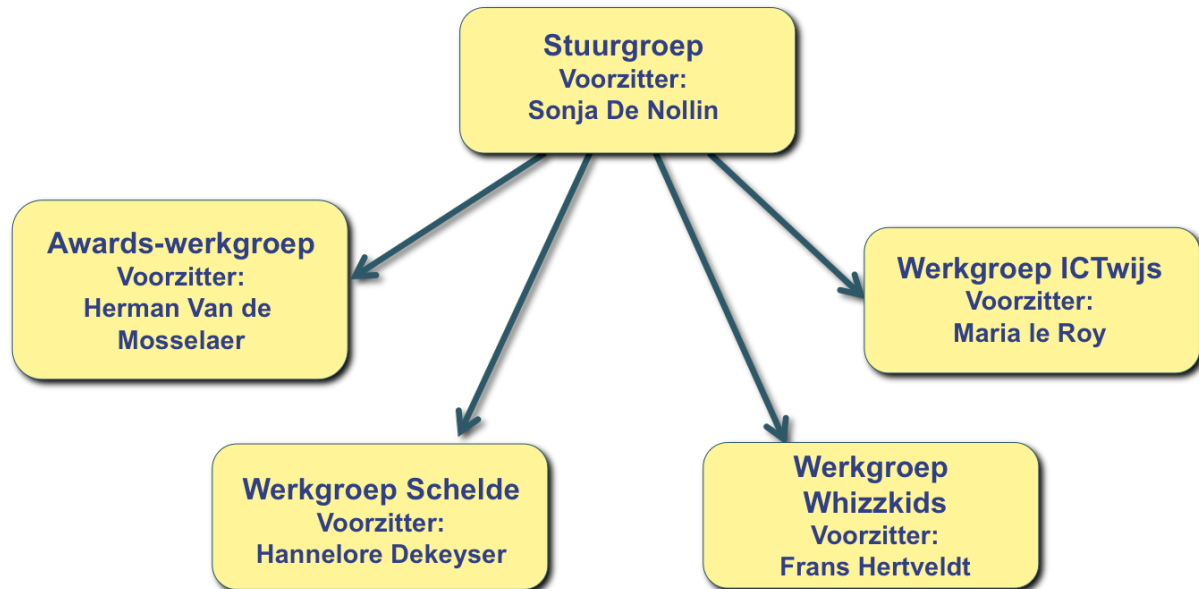 Stuurgroep
Voorzitter:
Sonja De Nollin
Awards-werkgroep
Voorzitter:
Herman Van de
Mosselaer
Werkgroep ICTwijs
Voorzitter:
Maria le Roy
Werkgroep Schelde
Voorzitter:
Hannelore Dekeyser
Werkgroep
Whizzkids
Voorzitter:
Frans Hertveldt